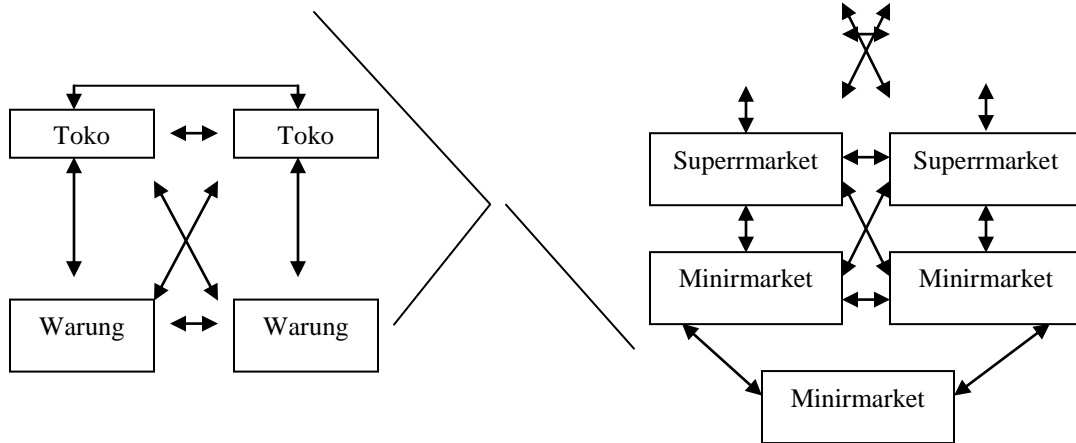 Toko
Toko
Warung
Warung
Superrmarket
Superrmarket
Minirmarket
Minirmarket
Minirmarket